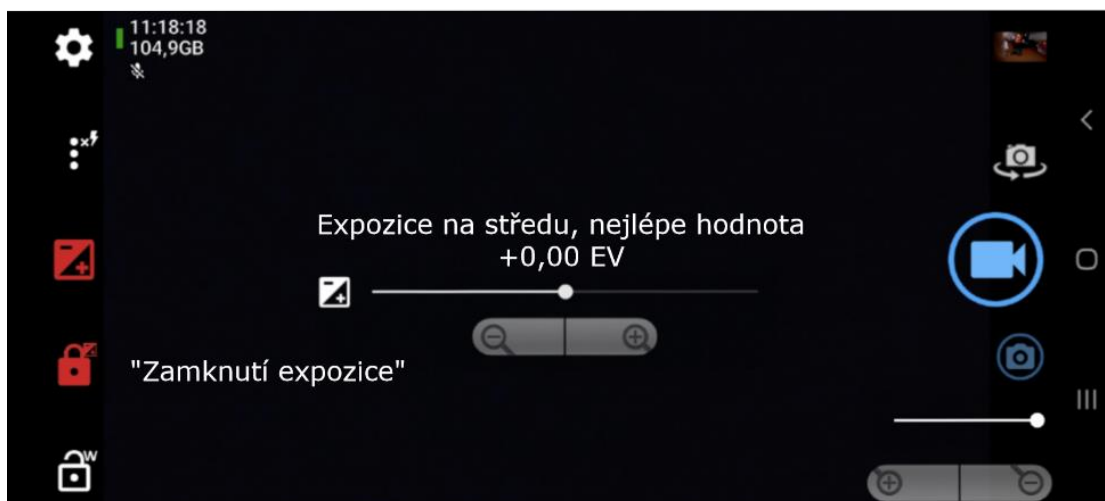 11:18:18
104,9GB
Expozice na středu, nejlépe hodnota
+0,00 EV
"Zamknutí expozice"
W